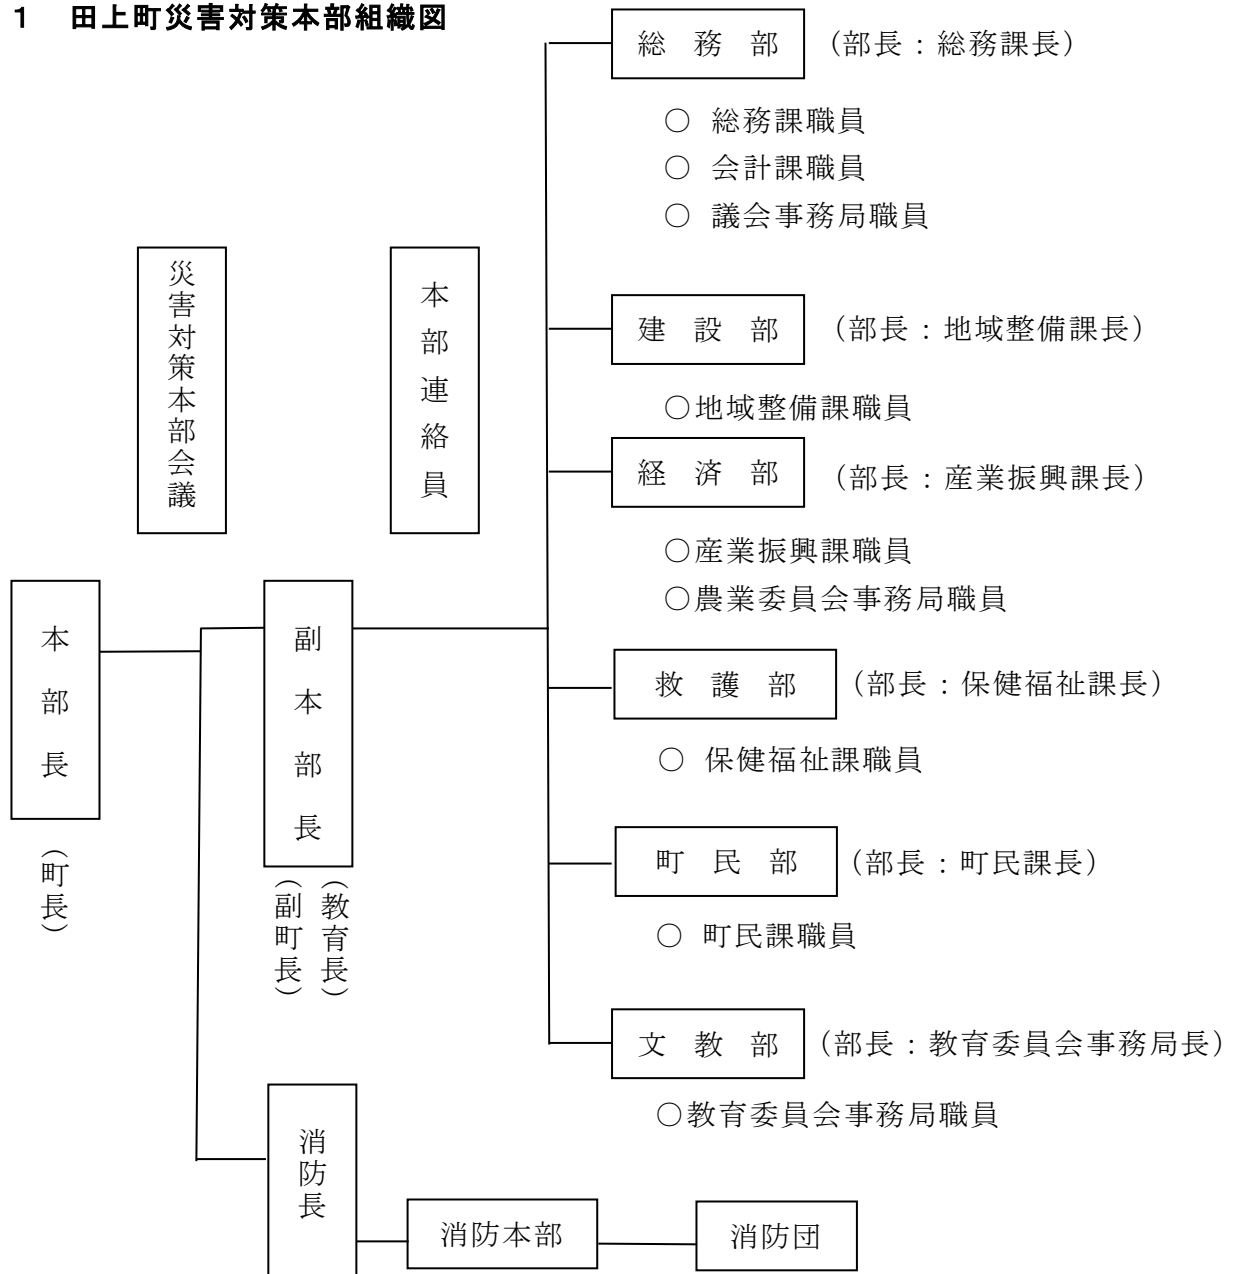 1　田上町災害対策本部組織図
総　務　部　（部長：総務課長）
○ 総務課職員
○ 会計課職員
○ 議会事務局職員
災害対策本部会議
本部連絡員
建　設　部　（部長：地域整備課長）
○地域整備課職員
経　済　部　（部長：産業振興課長）
○産業振興課職員
○農業委員会事務局職員
本部長
（町長）
副本部長
（教育長）
（副町長）
救　護　部　（部長：保健福祉課長）
○ 保健福祉課職員
町　民　部　（部長：町民課長）
○ 町民課職員
文　教　部　（部長：教育委員会事務局長）
○教育委員会事務局職員
消防長
消防本部
消防団